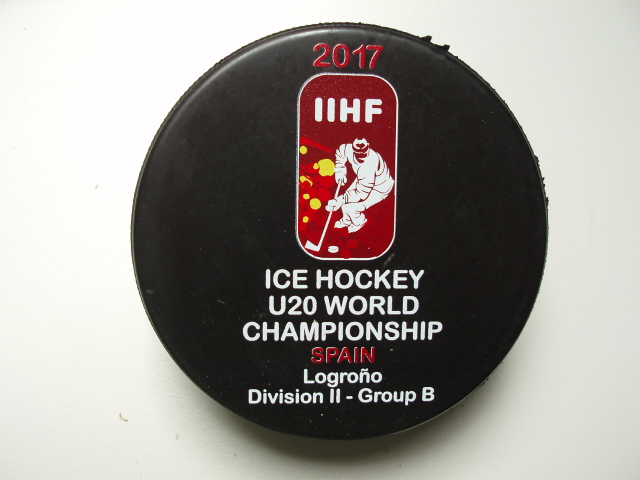 2017
IIHF
ICE HOCKEY
U20 WORLD
CHAMPIONSHIP
SPAIN
Logroño
Division II - Group B